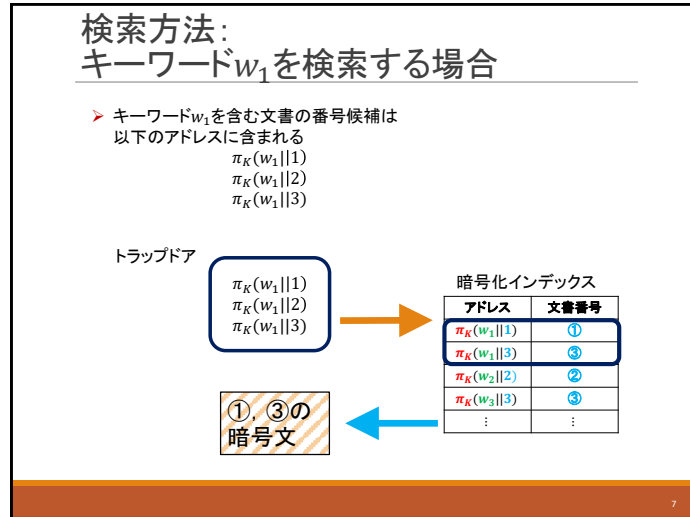 検索方法:
キーワード𝑤₁を検索する場合
➢ キーワード𝑤₁を含む文書の番号候補は
以下のアドレスに含まれる
𝜋_K(𝑤₁||1)
𝜋_K(𝑤₁||2)
𝜋_K(𝑤₁||3)
トラップドア
𝜋_K(𝑤₁||1)
𝜋_K(𝑤₁||2)
𝜋_K(𝑤₁||3)
暗号化インデックス
アドレス 文書番号
𝜋_K(𝑤₁||1) ①
𝜋_K(𝑤₁||3) ③
𝜋_K(𝑤₂||2) ②
𝜋_K(𝑤₃||3) ③
⋮ ⋮
①, ③の
暗号文
7